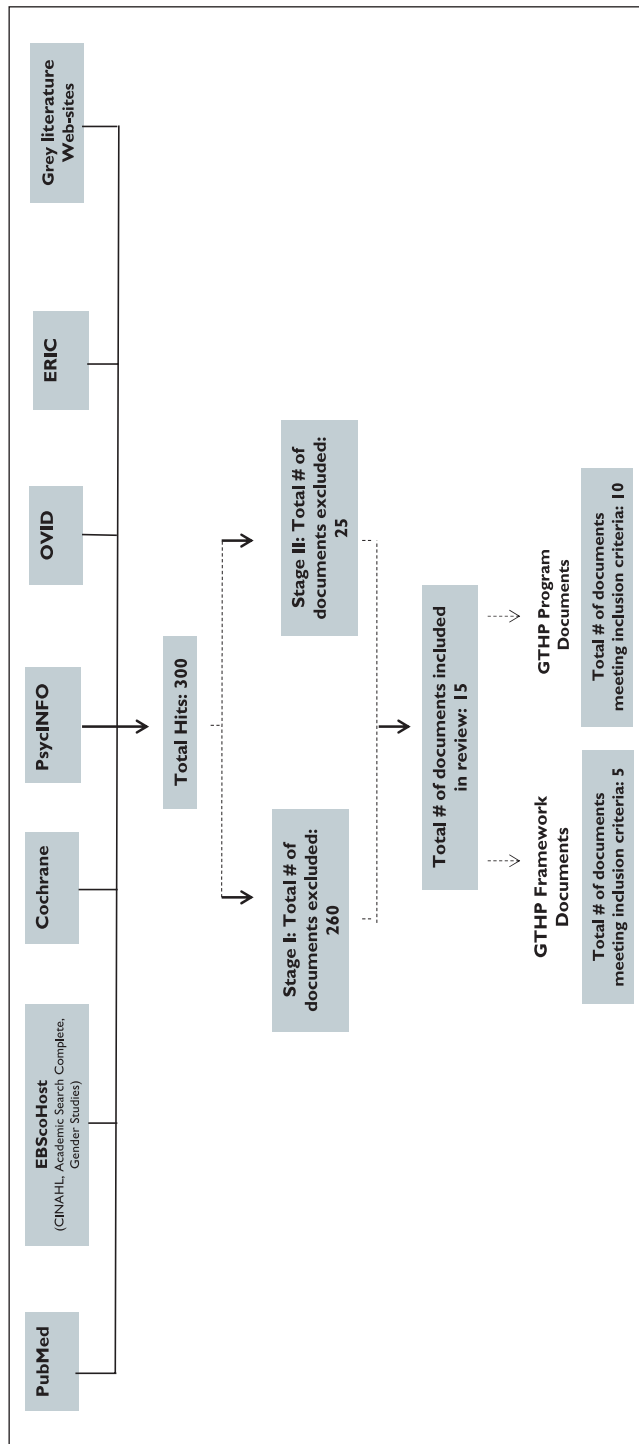 PubMed
EBScoHost
(CINAHL, Academic Search Complete,
Gender Studies)
Cochrane
PsycINFO
OVID
ERIC
Grey literature
Web-sites
Total Hits: 300
Stage I: Total # of
documents excluded:
260
Stage II: Total # of
documents excluded:
25
Total # of documents included
in review: 15
GTHP Framework
Documents
Total # of documents
meeting inclusion criteria: 5
GTHP Program
Documents
Total # of documents
meeting inclusion criteria: 10